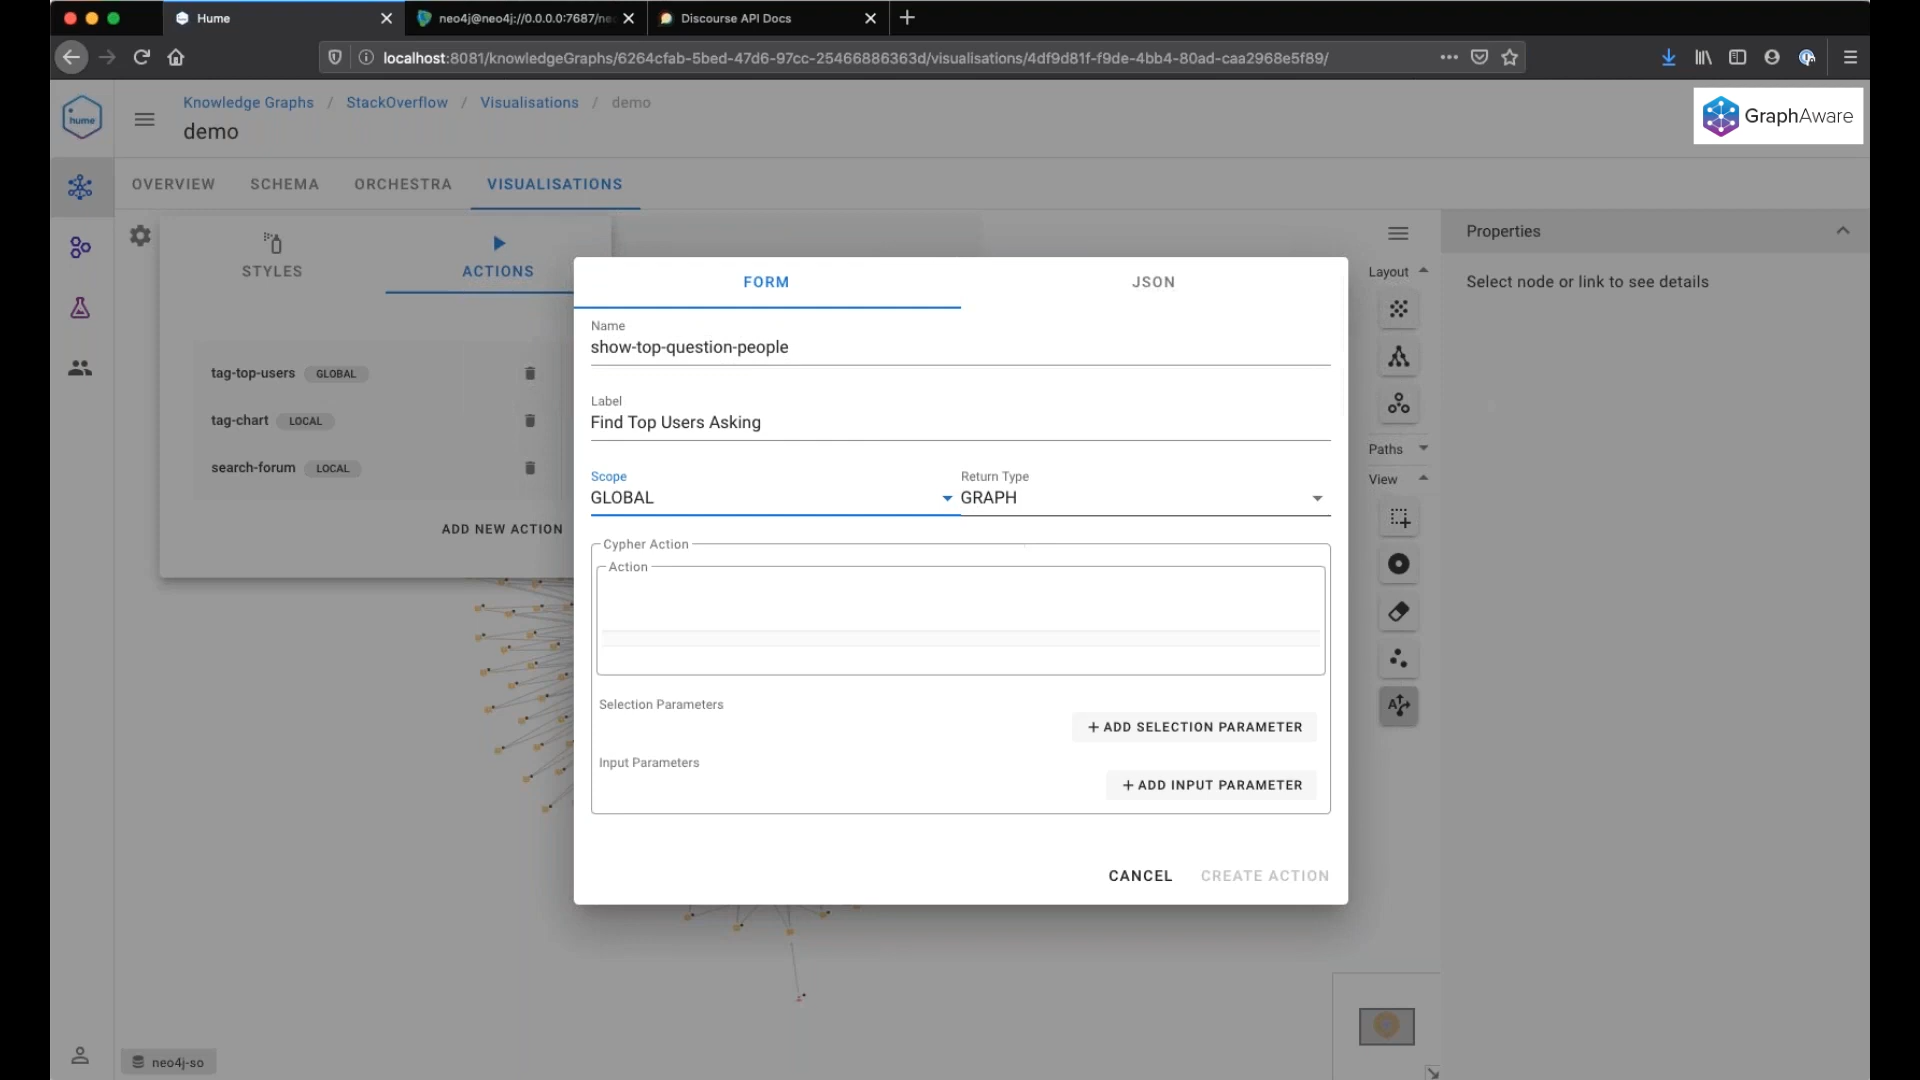 Hume
neo4j@neo4j://0.0.0.0:7687/ne
Discourse API Docs
localhost:8081/knowledgeGraphs/6264cfab-5bed-47d6-97cc-25466886363d/visualisations/4df9d81f-f9de-4bb4-80ad-caa2968e5f89/
hume
Knowledge Graphs / StackOverflow / Visualisations / demo
demo
GraphAware
OVERVIEW SCHEMA ORCHESTRA VISUALISATIONS
STYLES
ACTIONS
tag-top-users GLOBAL
tag-chart LOCAL
search-forum LOCAL
ADD NEW ACTION
FORM
JSON
Name
show-top-question-people
Label
Find Top Users Asking
Scope
GLOBAL
Return Type
GRAPH
Cypher Action
Action
Selection Parameters
+ ADD SELECTION PARAMETER
Input Parameters
+ ADD INPUT PARAMETER
CANCEL
CREATE ACTION
Layout
Paths
View
Properties
Select node or link to see details
neo4j-so